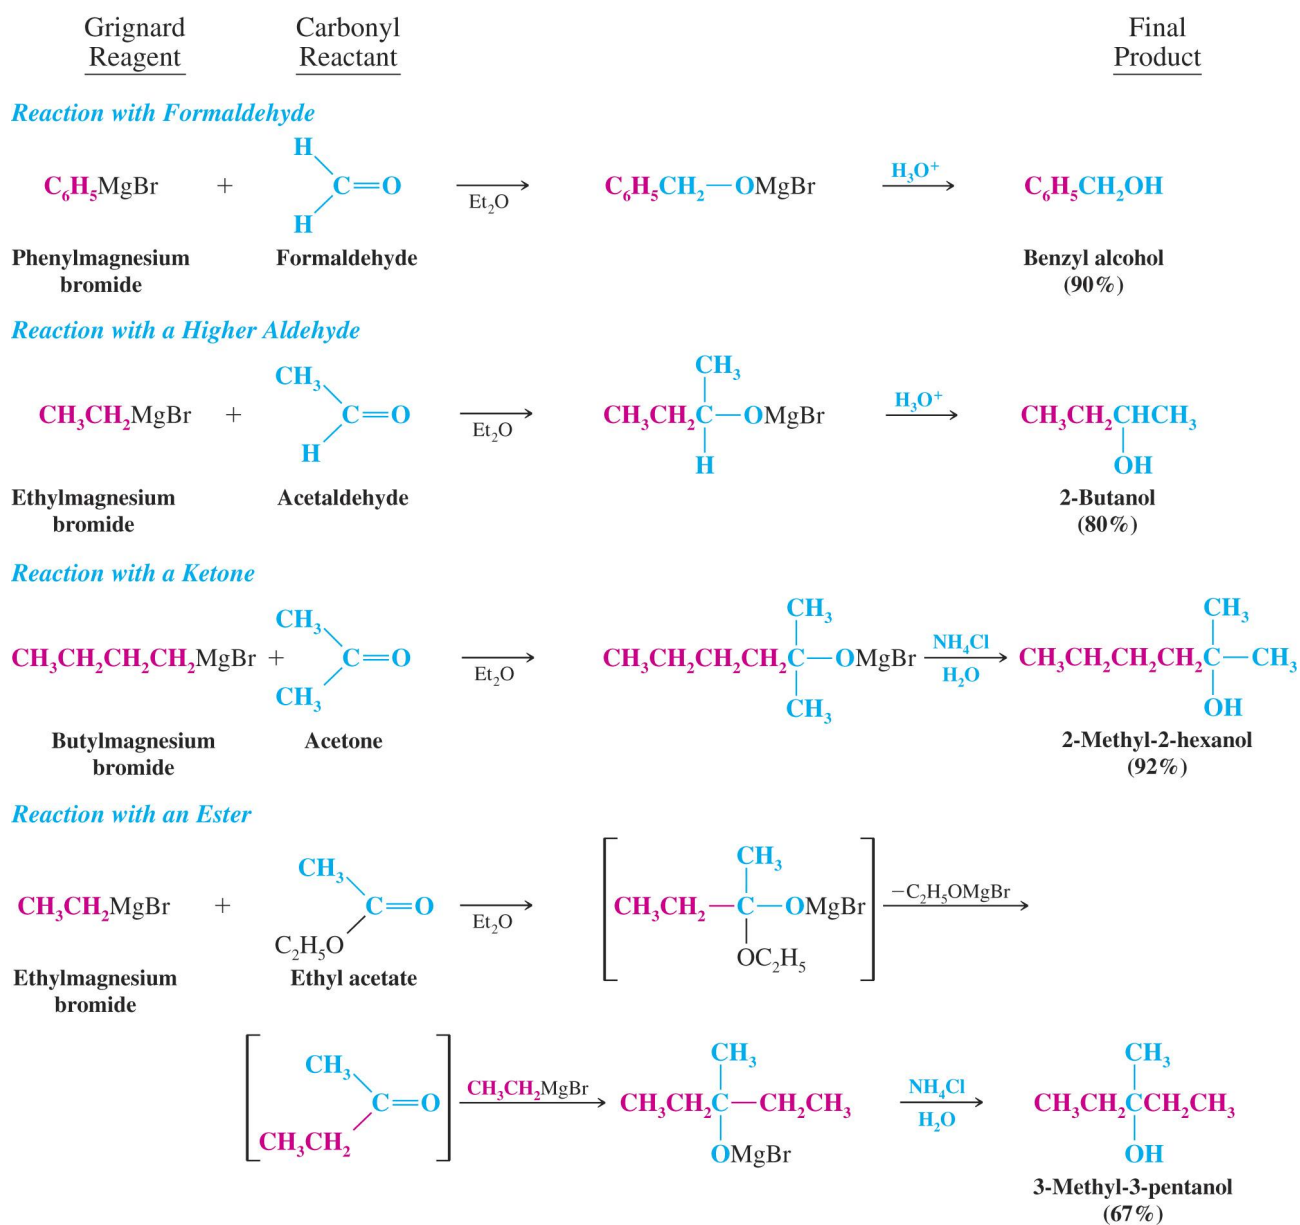 Grignard Reagent
Carbonyl Reactant
Final Product
Reaction with Formaldehyde
C₆H₅MgBr + H H C=O Et₂O C₆H₅CH₂—OMgBr H₃O⁺ C₆H₅CH₂OH
Phenylmagnesium bromide
Formaldehyde
Benzyl alcohol (90%)
Reaction with a Higher Aldehyde
CH₃CH₂MgBr + CH₃ H C=O Et₂O CH₃ CH₃CH₂C—OMgBr H H₃O⁺ CH₃CH₂CHCH₃ OH
Ethylmagnesium bromide
Acetaldehyde
2-Butanol (80%)
Reaction with a Ketone
CH₃CH₂CH₂CH₂MgBr + CH₃ CH₃ C=O Et₂O CH₃ CH₃CH₂CH₂CH₂C—OMgBr CH₃ NH₄Cl H₂O CH₃ CH₃CH₂CH₂CH₂C—CH₃ OH
Butylmagnesium bromide
Acetone
2-Methyl-2-hexanol (92%)
Reaction with an Ester
CH₃CH₂MgBr + CH₃ C₂H₅O C=O Et₂O CH₃ CH₃CH₂—C—OMgBr OC₂H₅ −C₂H₅OMgBr
Ethylmagnesium bromide
Ethyl acetate
CH₃ CH₃CH₂ C=O CH₃CH₂MgBr CH₃ CH₃CH₂C—CH₂CH₃ OMgBr NH₄Cl H₂O CH₃ CH₃CH₂CCH₂CH₃ OH
3-Methyl-3-pentanol (67%)